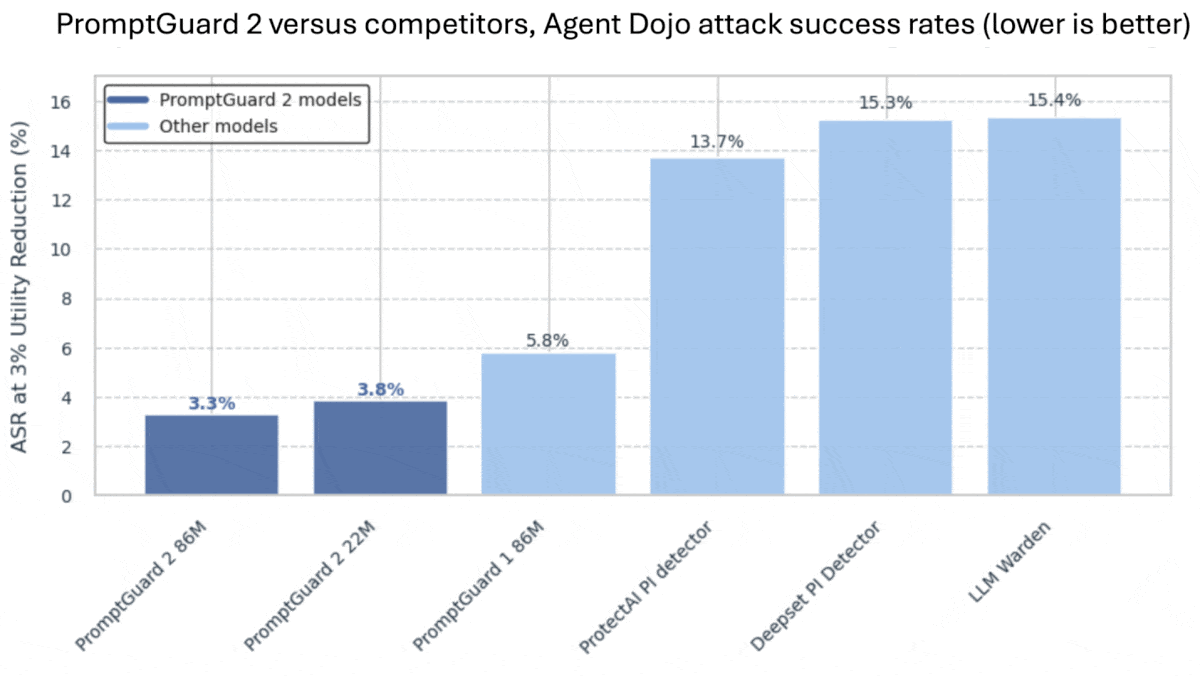 PromptGuard 2 versus competitors, Agent Dojo attack success rates (lower is better)
ASR at 3% Utility Reduction (%)
16
14
12
10
8
6
4
2
0
PromptGuard 2 models
Other models
3.3%
3.8%
5.8%
13.7%
15.3%
15.4%
PromptGuard 2 86M
PromptGuard 2 22M
PromptGuard 1 86M
ProtectAI PI detector
Deepset PI Detector
LLM Warden